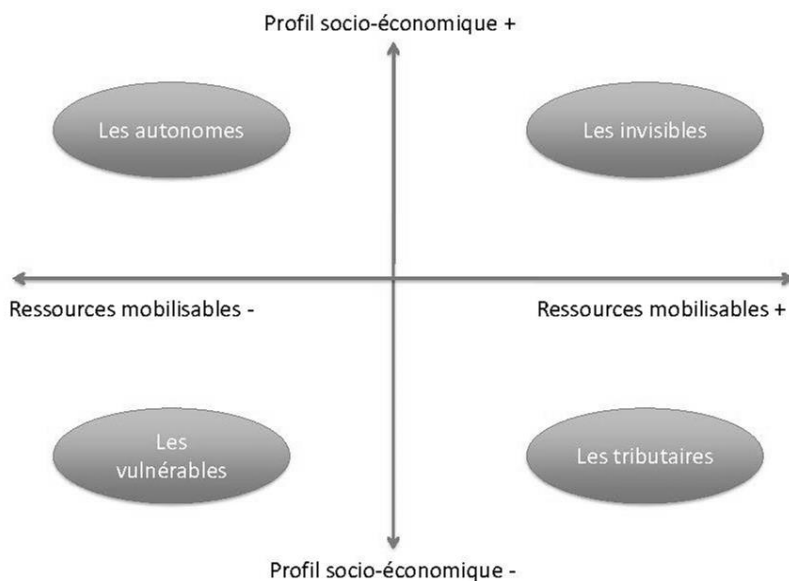 Profil socio-économique +
Les autonomes
Les invisibles
Ressources mobilisables -
Ressources mobilisables +
Les
vulnérables
Les tributaires
Profil socio-économique -